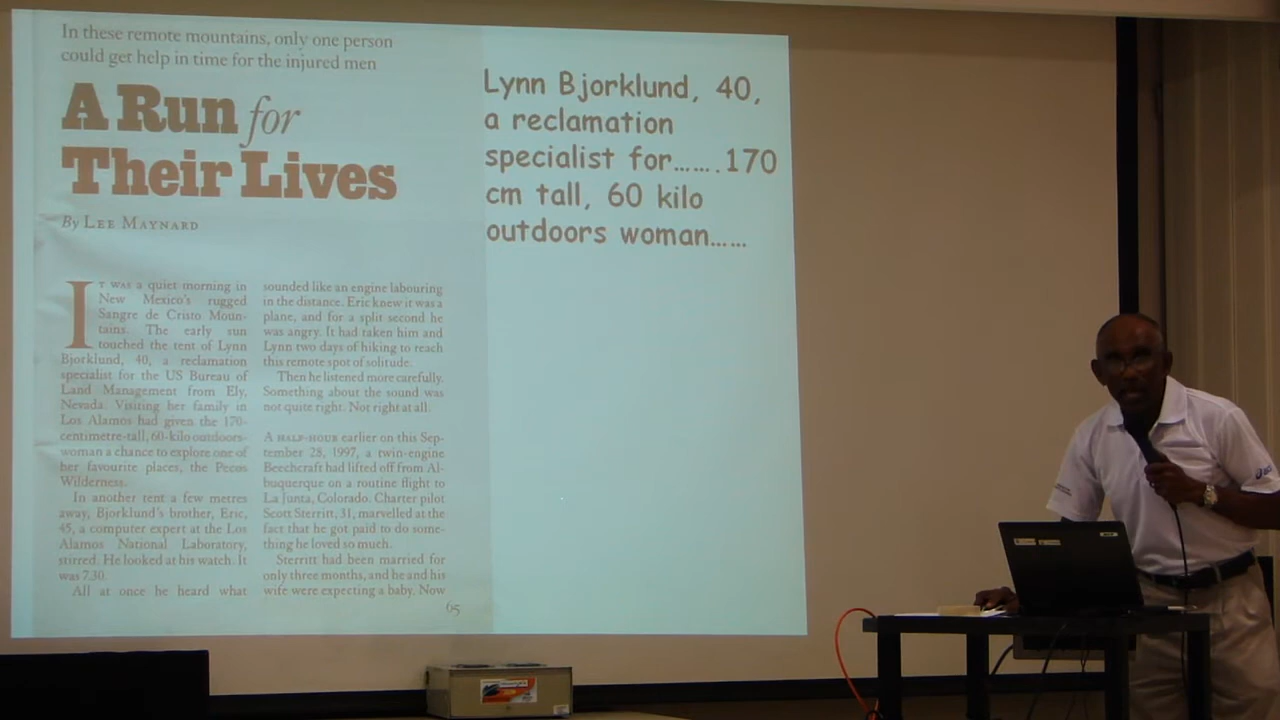 In these remote mountains, only one person
could get help in time for the injured men
A Run for
Their Lives
By LEE MAYNARD
IT WAS a quiet morning in
New Mexico's rugged
Sangre de Cristo Moun-
tains. The early sun
touched the tent of Lynn
Bjorklund, 40, a reclamation
specialist for the US Bureau of
Land Management from Ely,
Nevada. Visiting her family in
Los Alamos had given the 170-
centimetre-tall, 60-kilo outdoors-
woman a chance to explore one of
her favourite places, the Pecos
Wilderness.
In another tent a few metres
away, Bjorklund's brother, Eric,
45, a computer expert at the Los
Alamos National Laboratory,
stirred. He looked at his watch. It
was 7.30.
All at once he heard what
sounded like an engine labouring
in the distance. Eric knew it was a
plane, and for a split second he
was angry. It had taken him and
Lynn two days of hiking to reach
this remote spot of solitude.
Then he listened more carefully.
Something about the sound was
not quite right. Not right at all.
A HALF-HOUR earlier on this Sep-
tember 28, 1997, a twin-engine
Beechcraft had lifted off from Al-
buquerque on a routine flight to
La Junta, Colorado. Charter pilot
Scott Sterritt, 31, marvelled at the
fact that he got paid to do some-
thing he loved so much.
Sterritt had been married for
only three months, and he and his
wife were expecting a baby. Now
65
Lynn Bjorklund, 40,
a reclamation
specialist for.......170
cm tall, 60 kilo
outdoors woman......
acer